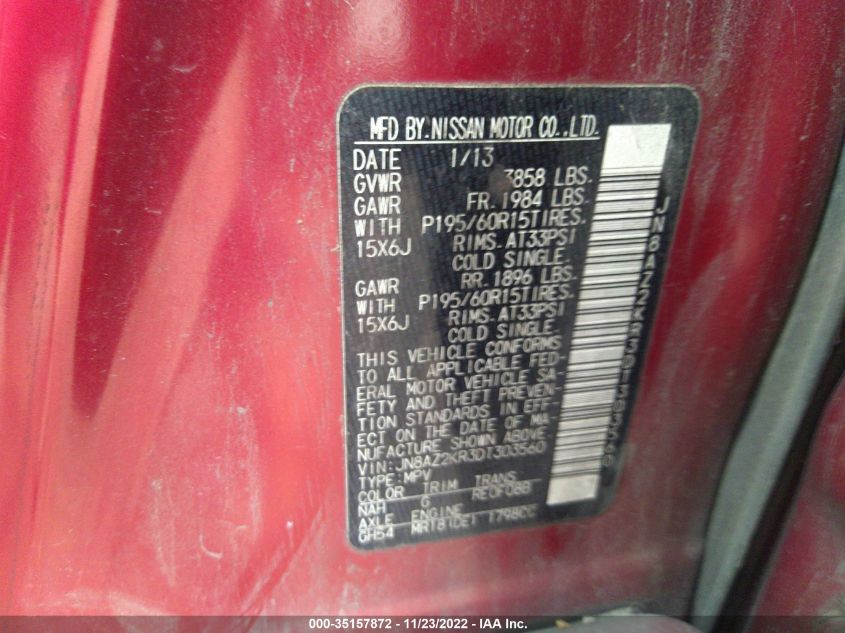 MFD BY. NISSAN MOTOR CO., LTD.
DATE 1/13
GVWR 3858 LBS.
GAWR FR. 1984 LBS.
WITH P195/60R15TIRES.
15X6J RIMS. AT33PSI
COLD SINGLE.
GAWR RR. 1896 LBS.
WITH P195/60R15TIRES.
15X6J RIMS. AT33PSI
COLD SINGLE.
THIS VEHICLE CONFORMS
TO ALL APPLICABLE FED-
ERAL MOTOR VEHICLE SA-
FETY AND THEFT PREVEN-
TION STANDARDS IN EFF-
ECT ON THE DATE OF MA-
NUFACTURE SHOWN ABOVE
VIN: JN8AZ2KR3DT303560
TYPE: MPV
COLOR TRIM TRANS
NAH G RE0F08B
AXLE ENGINE
GH54 MR18(DE) 1798CC
JN8AZ2KR3DT303560
000-35157872 - 11/23/2022 - IAA Inc.